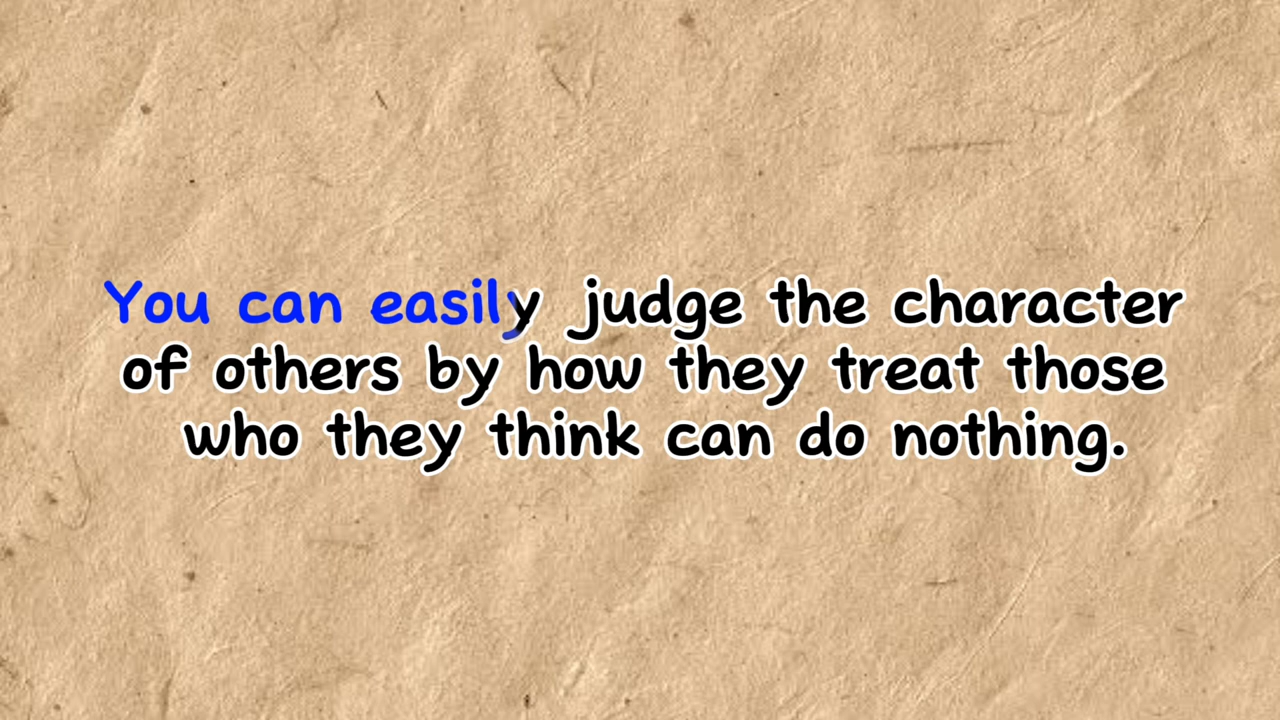 You can easily judge the character
of others by how they treat those
who they think can do nothing.